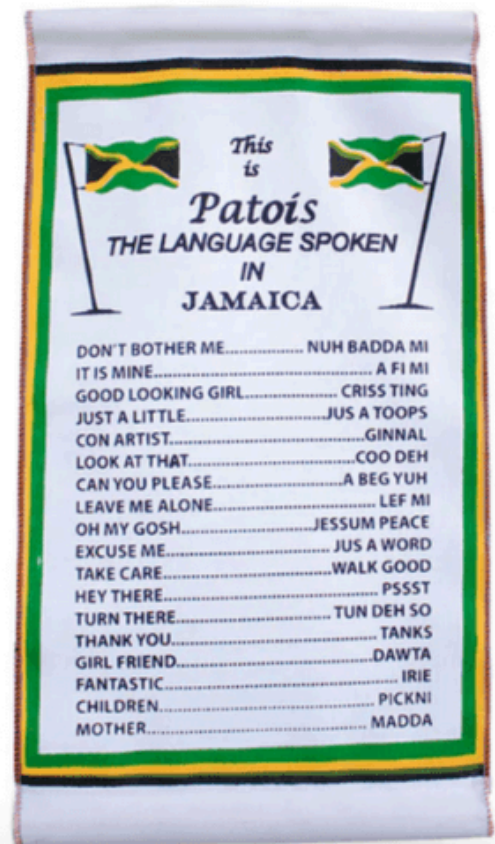 This
is
Patois
THE LANGUAGE SPOKEN
IN
JAMAICA
DON'T BOTHER ME.................. NUH BADDA MI
IT IS MINE.................................................. A FI MI
GOOD LOOKING GIRL..................... CRISS TING
JUST A LITTLE................................JUS A TOOPS
CON ARTIST............................................GINNAL
LOOK AT THAT......................................COO DEH
CAN YOU PLEASE..............................A BEG YUH
LEAVE ME ALONE..................................... LEF MI
OH MY GOSH..............................JESSUM PEACE
EXCUSE ME...................................... JUS A WORD
TAKE CARE......................................WALK GOOD
HEY THERE................................................. PSSST
TURN THERE................................... TUN DEH SO
THANK YOU............................................... TANKS
GIRL FRIEND............................................DAWTA
FANTASTIC..................................................... IRIE
CHILDREN................................................ PICKNI
MOTHER................................................... MADDA